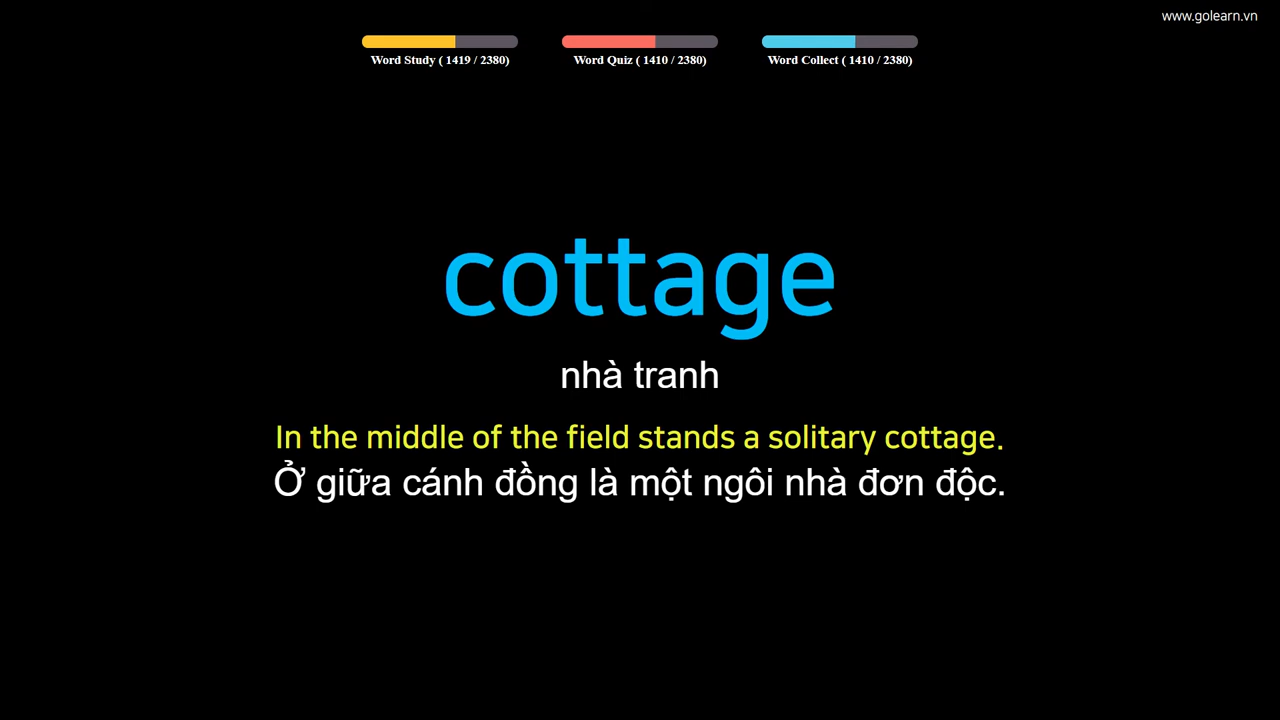 www.golearn.vn
Word Study ( 1419 / 2380) Word Quiz ( 1410 / 2380) Word Collect ( 1410 / 2380)
cottage
nhà tranh
In the middle of the field stands a solitary cottage.
Ở giữa cánh đồng là một ngôi nhà đơn độc.